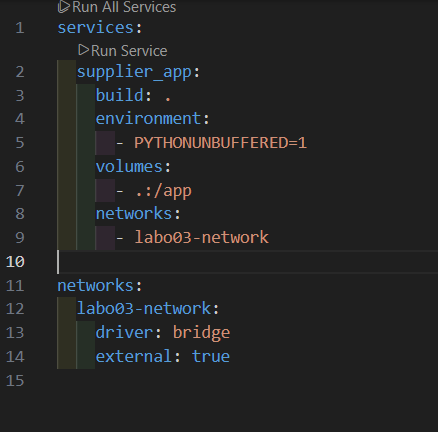 Run All Services
1 services:
Run Service
2   supplier_app:
3     build: .
4     environment:
5       - PYTHONUNBUFFERED=1
6     volumes:
7       - .:/app
8     networks:
9       - labo03-network
10
11 networks:
12   labo03-network:
13     driver: bridge
14     external: true
15